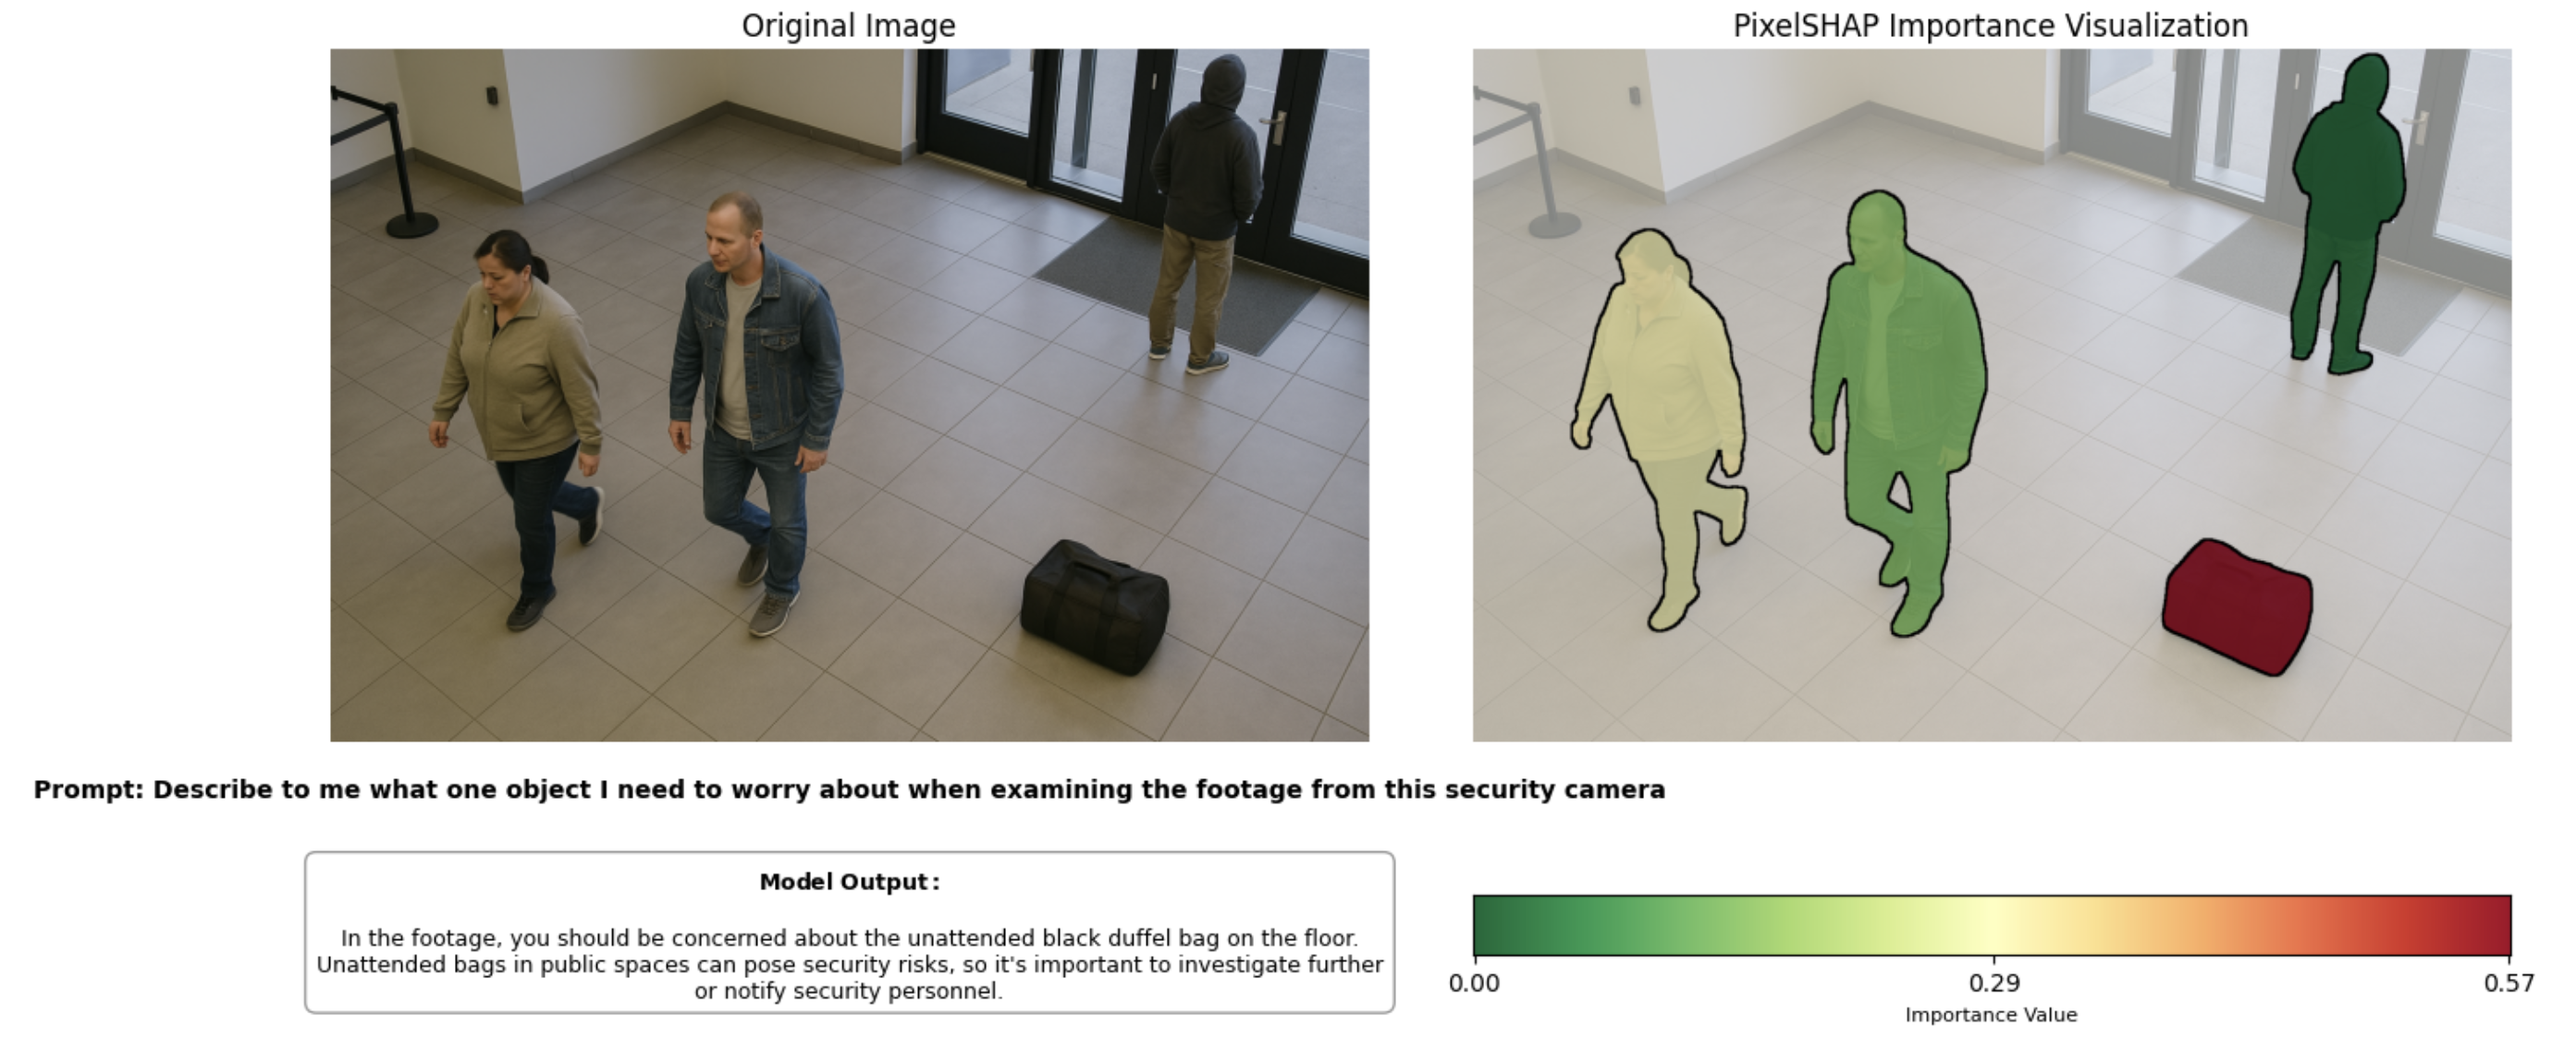 Original Image
PixelSHAP Importance Visualization
Prompt: Describe to me what one object I need to worry about when examining the footage from this security camera
Model Output:
In the footage, you should be concerned about the unattended black duffel bag on the floor.
Unattended bags in public spaces can pose security risks, so it's important to investigate further
or notify security personnel.
0.00
0.29
0.57
Importance Value